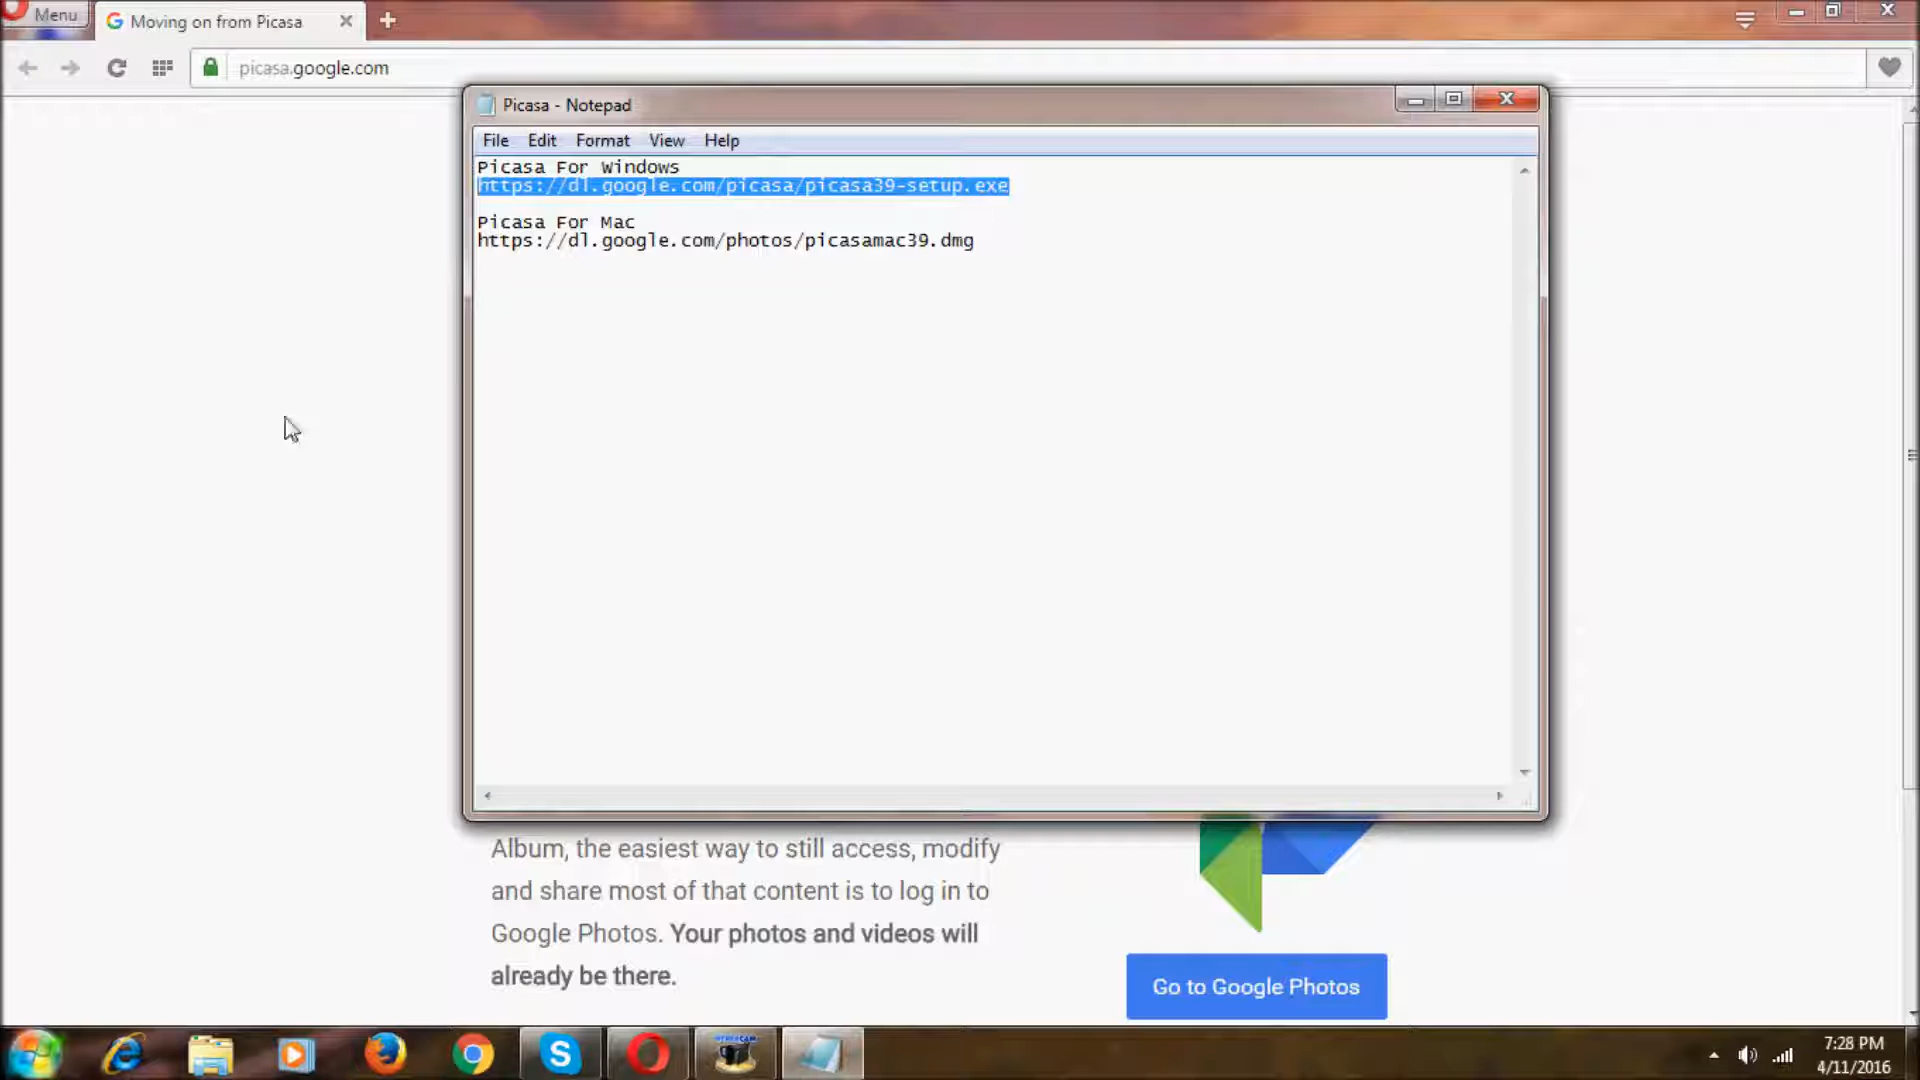 Menu
Moving on from Picasa
picasa.google.com
Picasa - Notepad
File Edit Format View Help
Picasa For Windows
https://dl.google.com/picasa/picasa39-setup.exe
Picasa For Mac
https://dl.google.com/photos/picasamac39.dmg
Album, the easiest way to still access, modify
and share most of that content is to log in to
Google Photos. Your photos and videos will
already be there.
Go to Google Photos
7:28 PM
4/11/2016